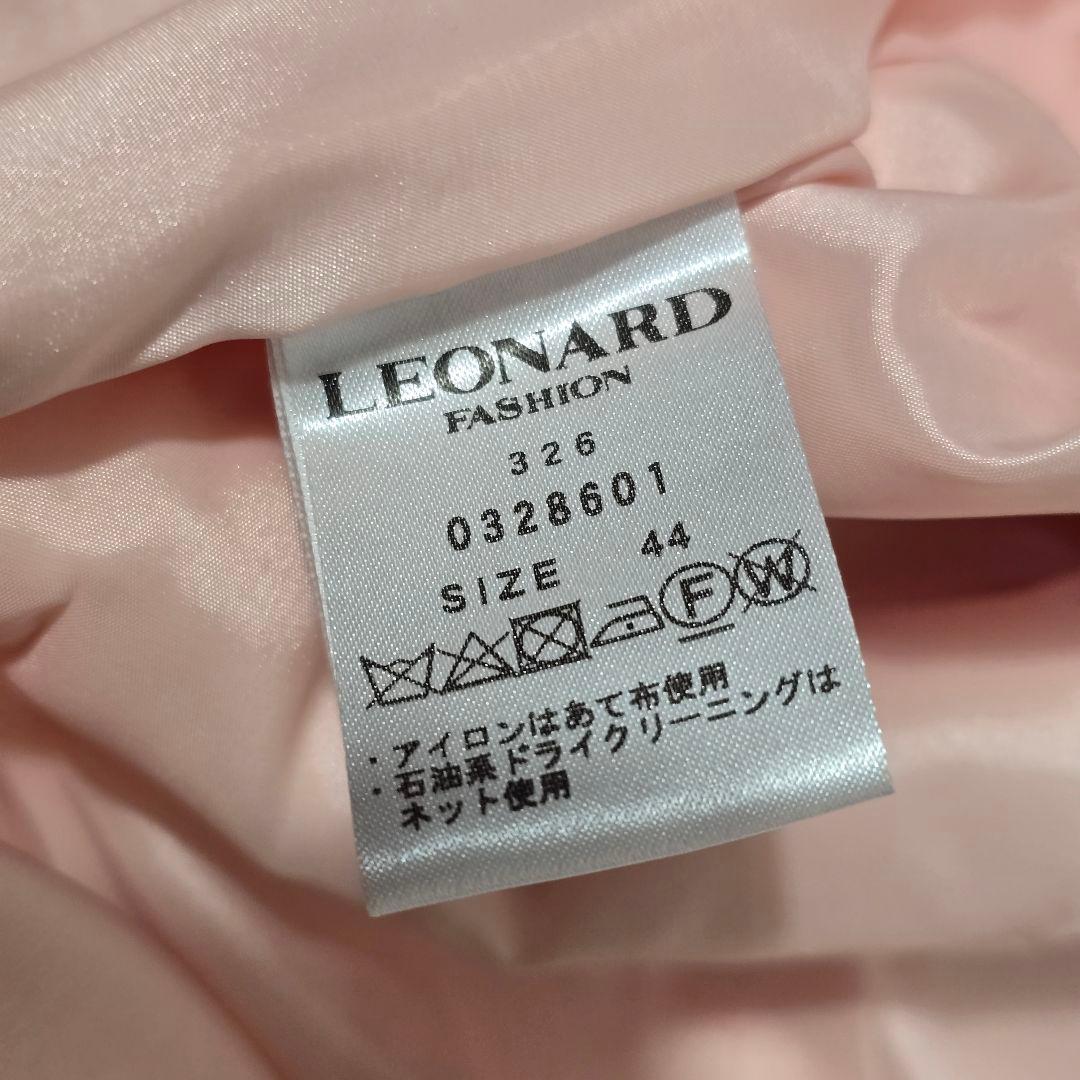 LEONARD
FASHION
326
0328601
SIZE 44
F W
・アイロンはあて布使用
・石油系ドライクリーニングは
ネット使用